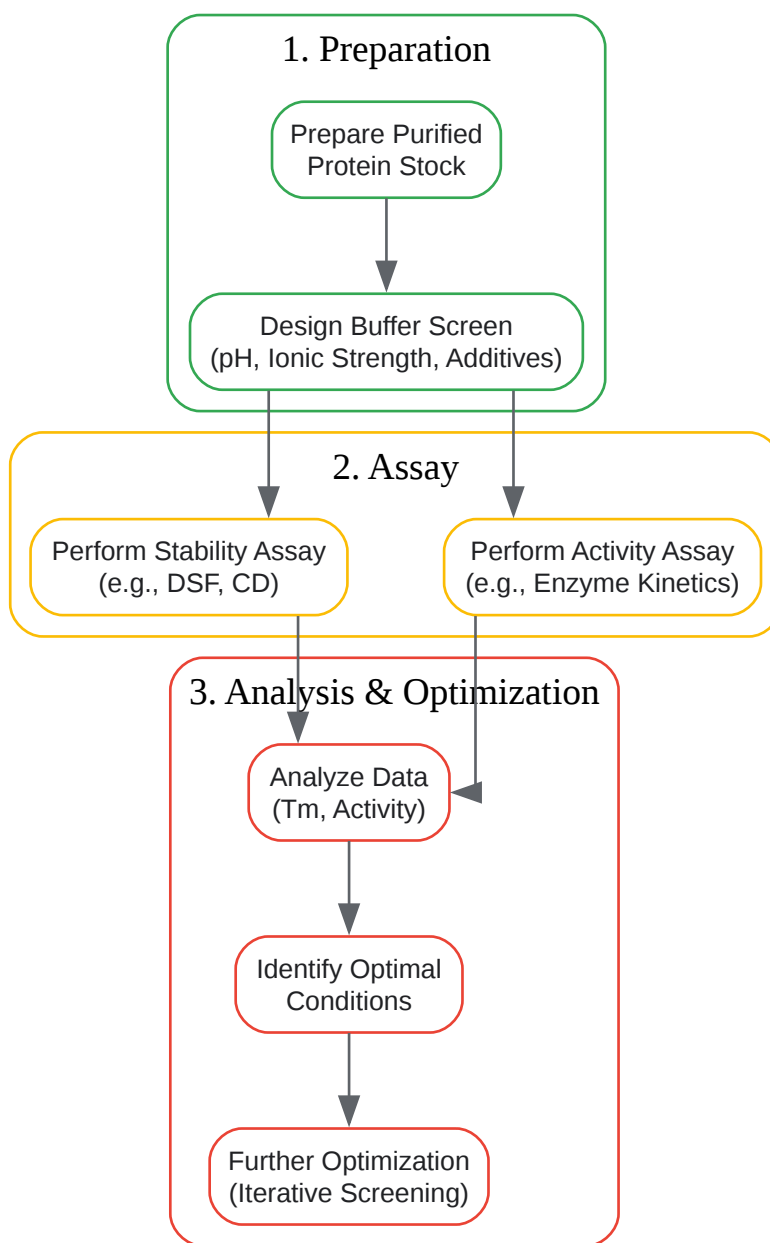 1. Preparation
Prepare Purified
Protein Stock
Design Buffer Screen
(pH, Ionic Strength, Additives)
2. Assay
Perform Stability Assay
(e.g., DSF, CD)
Perform Activity Assay
(e.g., Enzyme Kinetics)
3. Analysis & Optimization
Analyze Data
(Tm, Activity)
Identify Optimal
Conditions
Further Optimization
(Iterative Screening)